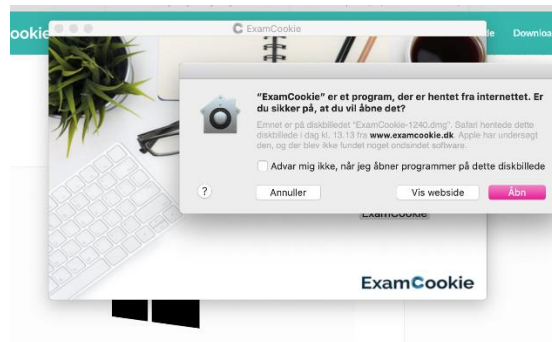 ookie
ExamCookie
le
Downloa
"ExamCookie" er et program, der er hentet fra internettet. Er
du sikker på, at du vil åbne det?
Emnet er på diskbilledet "ExamCookie-1240.dmg". Safari hentede dette
diskbillede i dag kl. 13.13 fra www.examcookie.dk. Apple har undersøgt
den, og der blev ikke fundet noget ondsindet software.
Advar mig ikke, når jeg åbner programmer på dette diskbillede
?
Annuller
Vis webside
Åbn
ExamCookie
ExamCookie